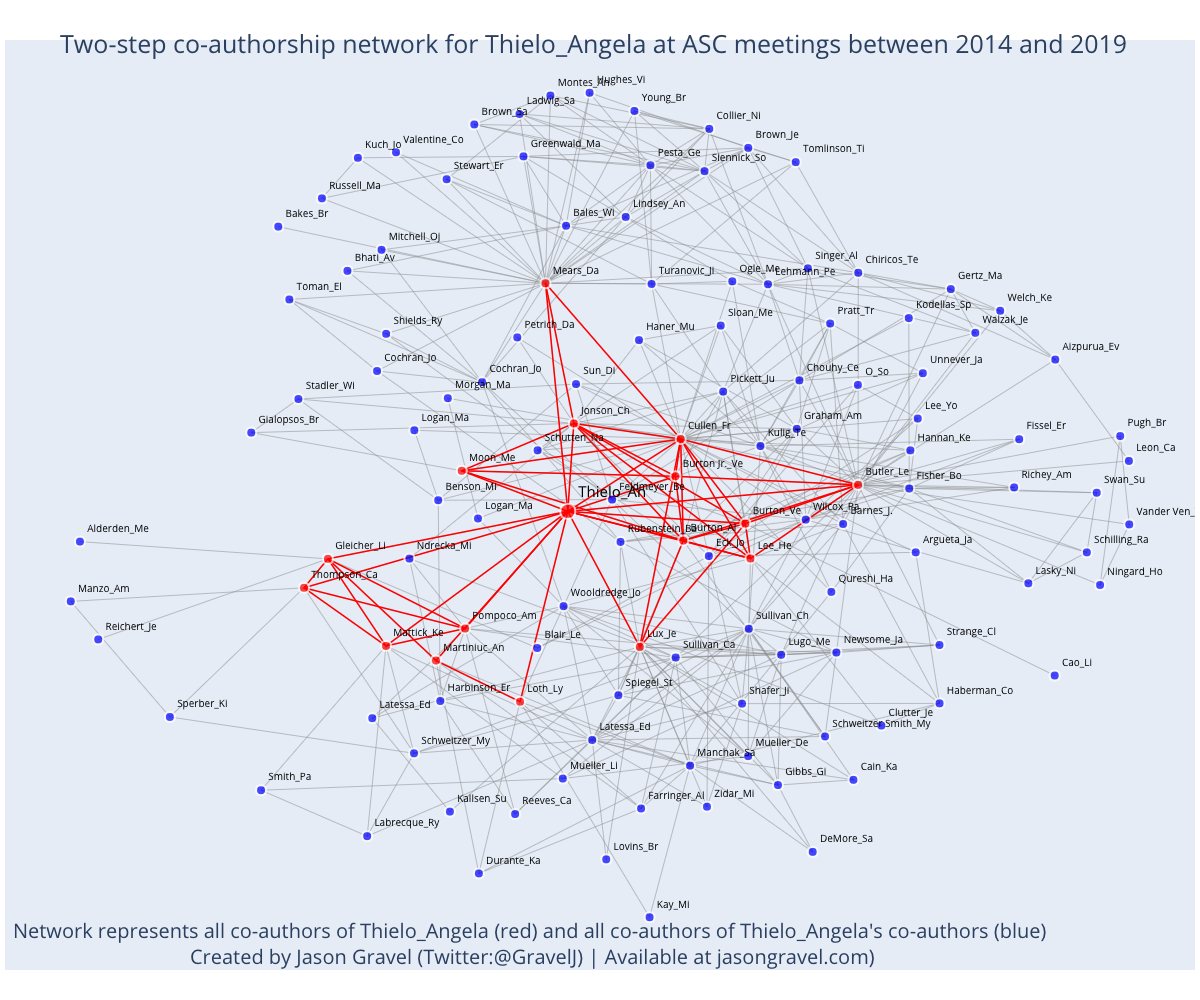 Two-step co-authorship network for Thielo_Angela at ASC meetings between 2014 and 2019
Hughes_Vi
Montes_An
Young_Br
Ladwig_Sa
Brown_Sa
Collier_Ni
Brown_Je
Valentine_Co
Kuch_Jo
Greenwald_Ma
Tomlinson_Ti
Pesta_Ge
Slennick_So
Stewart_Er
Russell_Ma
Lindsey_An
Bakes_Br
Bales_Wi
Mitchell_Oj
Singer_Al
Chiricos_Te
Bhati_Av
Mears_Da
Turanovic_Ji
Ogle_Me
Lehmann_Pe
Gertz_Ma
Toman_El
Welch_Ke
Kodellas_Sp
Pratt_Tr
Sloan_Me
Shields_Ry
Petrich_Da
Haner_Mu
Walzak_Je
Aizpurua_Ev
Cochran_Jo
Cochran_Jo
Sun_Di
Chouhy_Ce
O_So
Unnever_Ja
Stadler_Wi
Morgan_Ma
Pickett_Ju
Gialopsos_Br
Logan_Ma
Jonson_Ch
Graham_Am
Lee_Yo
Cullen_Fr
Kulig_Te
Hannan_Ke
Fissel_Er
Pugh_Br
Schutten_Na
Leon_Ca
Moon_Me
Burton Jr._Ve
Butler_Le
Fisher_Bo
Richey_Am
Swan_Su
Benson_Mi
Feldmeyer_Be
Thielo_An
Logan_Ma
Burton_Ve
Wilcox_Pa
Barnes_J.
Vander Ven_
Alderden_Me
Rubenstein_Ba
Burton_Al
Gleicher_Li
Ndrecka_Mi
Eck_Jo
Lee_He
Argueta_Ja
Schilling_Ra
Thompson_Ca
Lasky_Ni
Ningard_Ho
Manzo_Am
Wooldredge_Jo
Qureshi_Ha
Reichert_Je
Pompoco_Am
Sullivan_Ch
Mattick_Ke
Martiniuc_An
Blair_Le
Lux_Je
Sullivan_Ca
Lugo_Me
Newsome_Ja
Strange_Cl
Cao_Li
Harbinson_Er
Loth_Ly
Spiegel_St
Shafer_Ji
Haberman_Co
Sperber_Ki
Latessa_Ed
Clutter_Je
Schweitzer_My
Latessa_Ed
Schweitzer_Smith_My
Mueller_De
Manchak_Sa
Smith_Pa
Mueller_Li
Gibbs_Gi
Cain_Ka
Kallsen_Su
Reeves_Ca
Farringer_Al
Zidar_Mi
Labrecque_Ry
DeMore_Sa
Durante_Ka
Lovins_Br
Kay_Mi
Network represents all co-authors of Thielo_Angela (red) and all co-authors of Thielo_Angela's co-authors (blue)
Created by Jason Gravel (Twitter:@GravelJ) | Available at jasongravel.com)